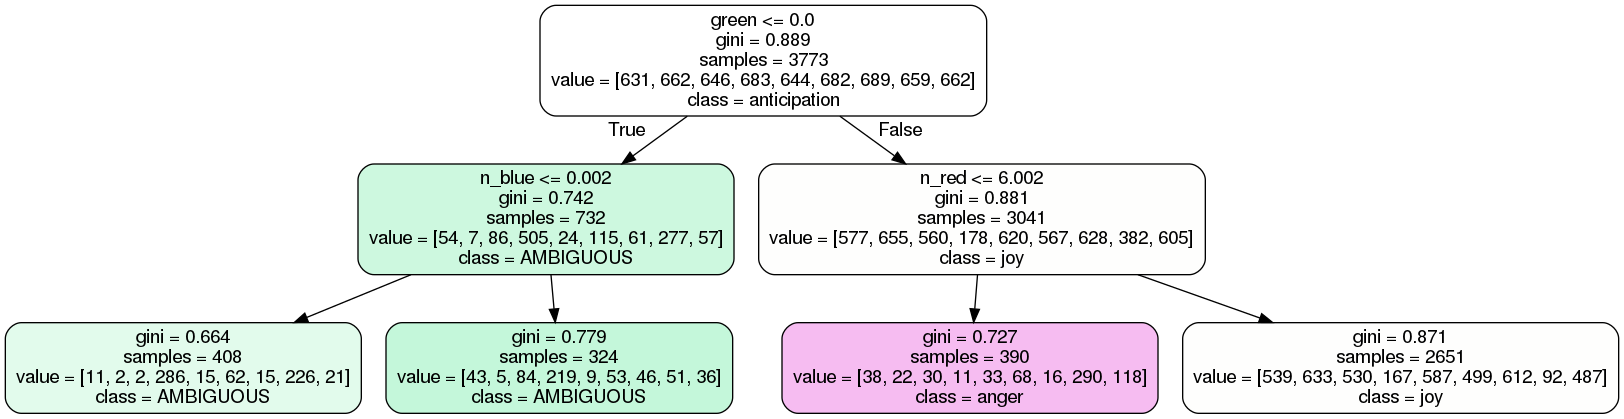 green <= 0.0
gini = 0.889
samples = 3773
value = [631, 662, 646, 683, 644, 682, 689, 659, 662]
class = anticipation
True
False
n_blue <= 0.002
gini = 0.742
samples = 732
value = [54, 7, 86, 505, 24, 115, 61, 277, 57]
class = AMBIGUOUS
n_red <= 6.002
gini = 0.881
samples = 3041
value = [577, 655, 560, 178, 620, 567, 628, 382, 605]
class = joy
gini = 0.664
samples = 408
value = [11, 2, 2, 286, 15, 62, 15, 226, 21]
class = AMBIGUOUS
gini = 0.779
samples = 324
value = [43, 5, 84, 219, 9, 53, 46, 51, 36]
class = AMBIGUOUS
gini = 0.727
samples = 390
value = [38, 22, 30, 11, 33, 68, 16, 290, 118]
class = anger
gini = 0.871
samples = 2651
value = [539, 633, 530, 167, 587, 499, 612, 92, 487]
class = joy